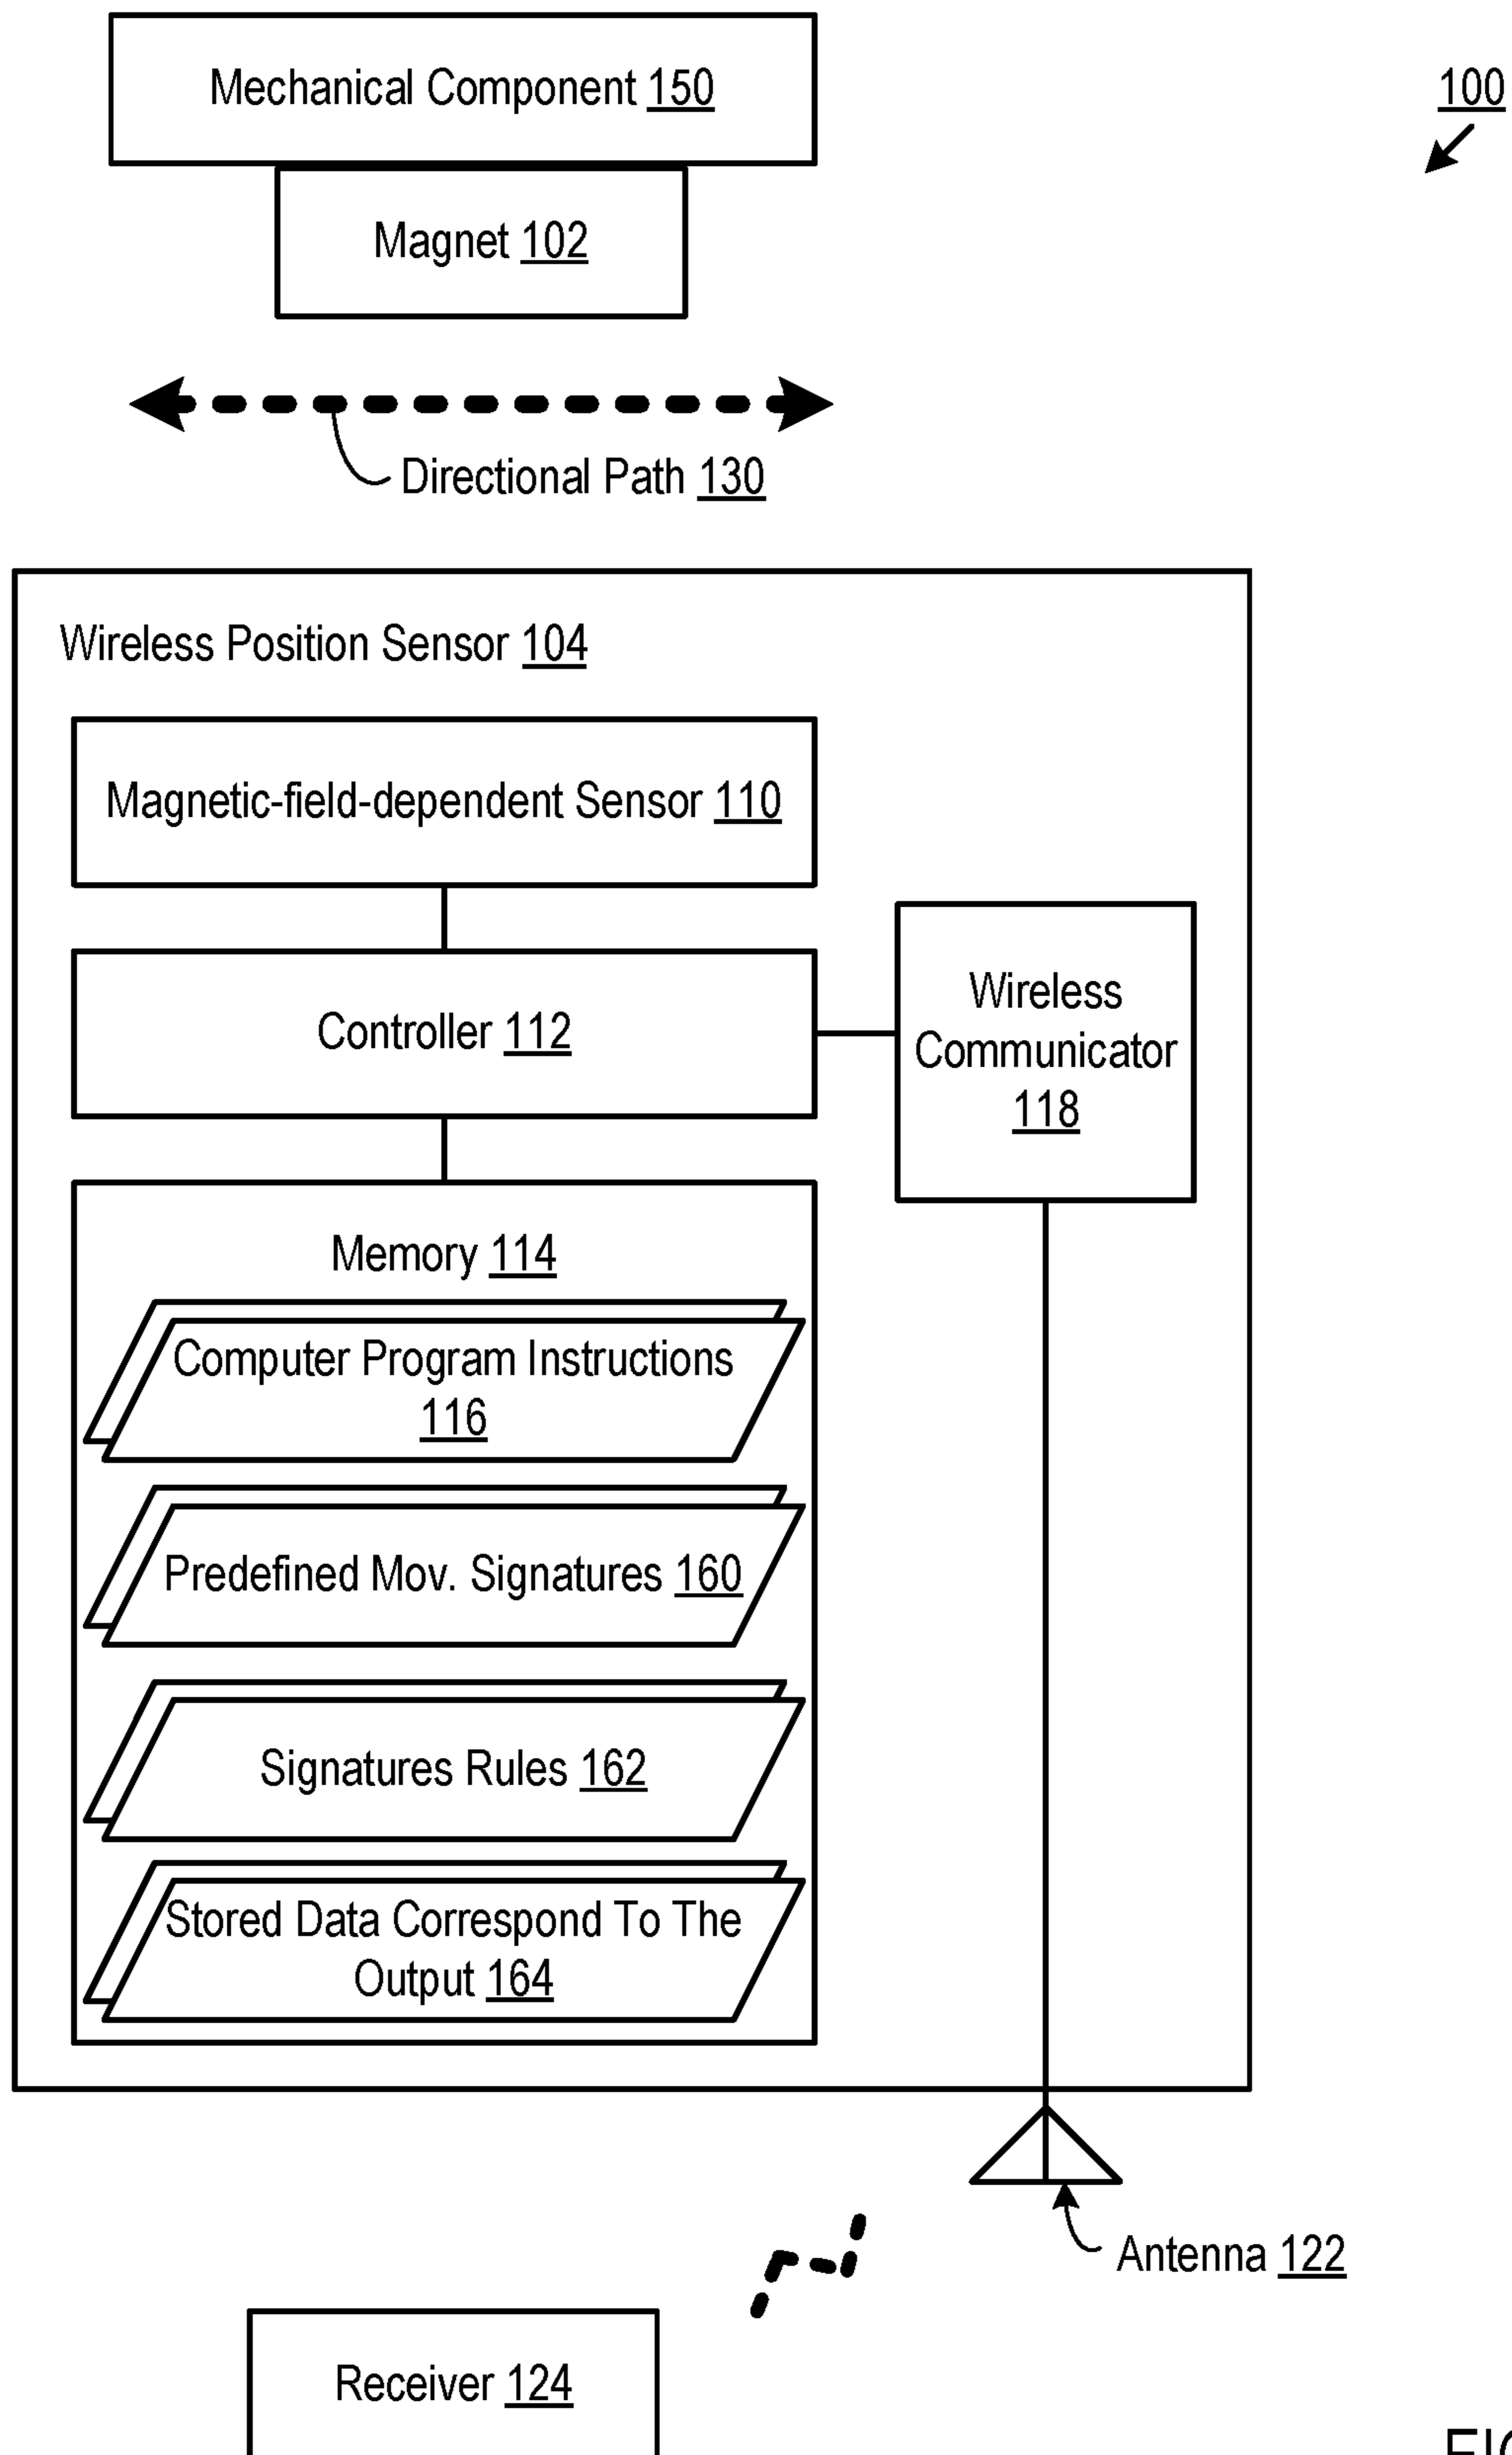 Mechanical Component 150
100
Magnet 102
Directional Path 130
Wireless Position Sensor 104
Magnetic-field-dependent Sensor 110
Controller 112
Wireless
Communicator
118
Memory 114
Computer Program Instructions
116
Predefined Mov. Signatures 160
Signatures Rules 162
Stored Data Correspond To The
Output 164
Antenna 122
Receiver 124